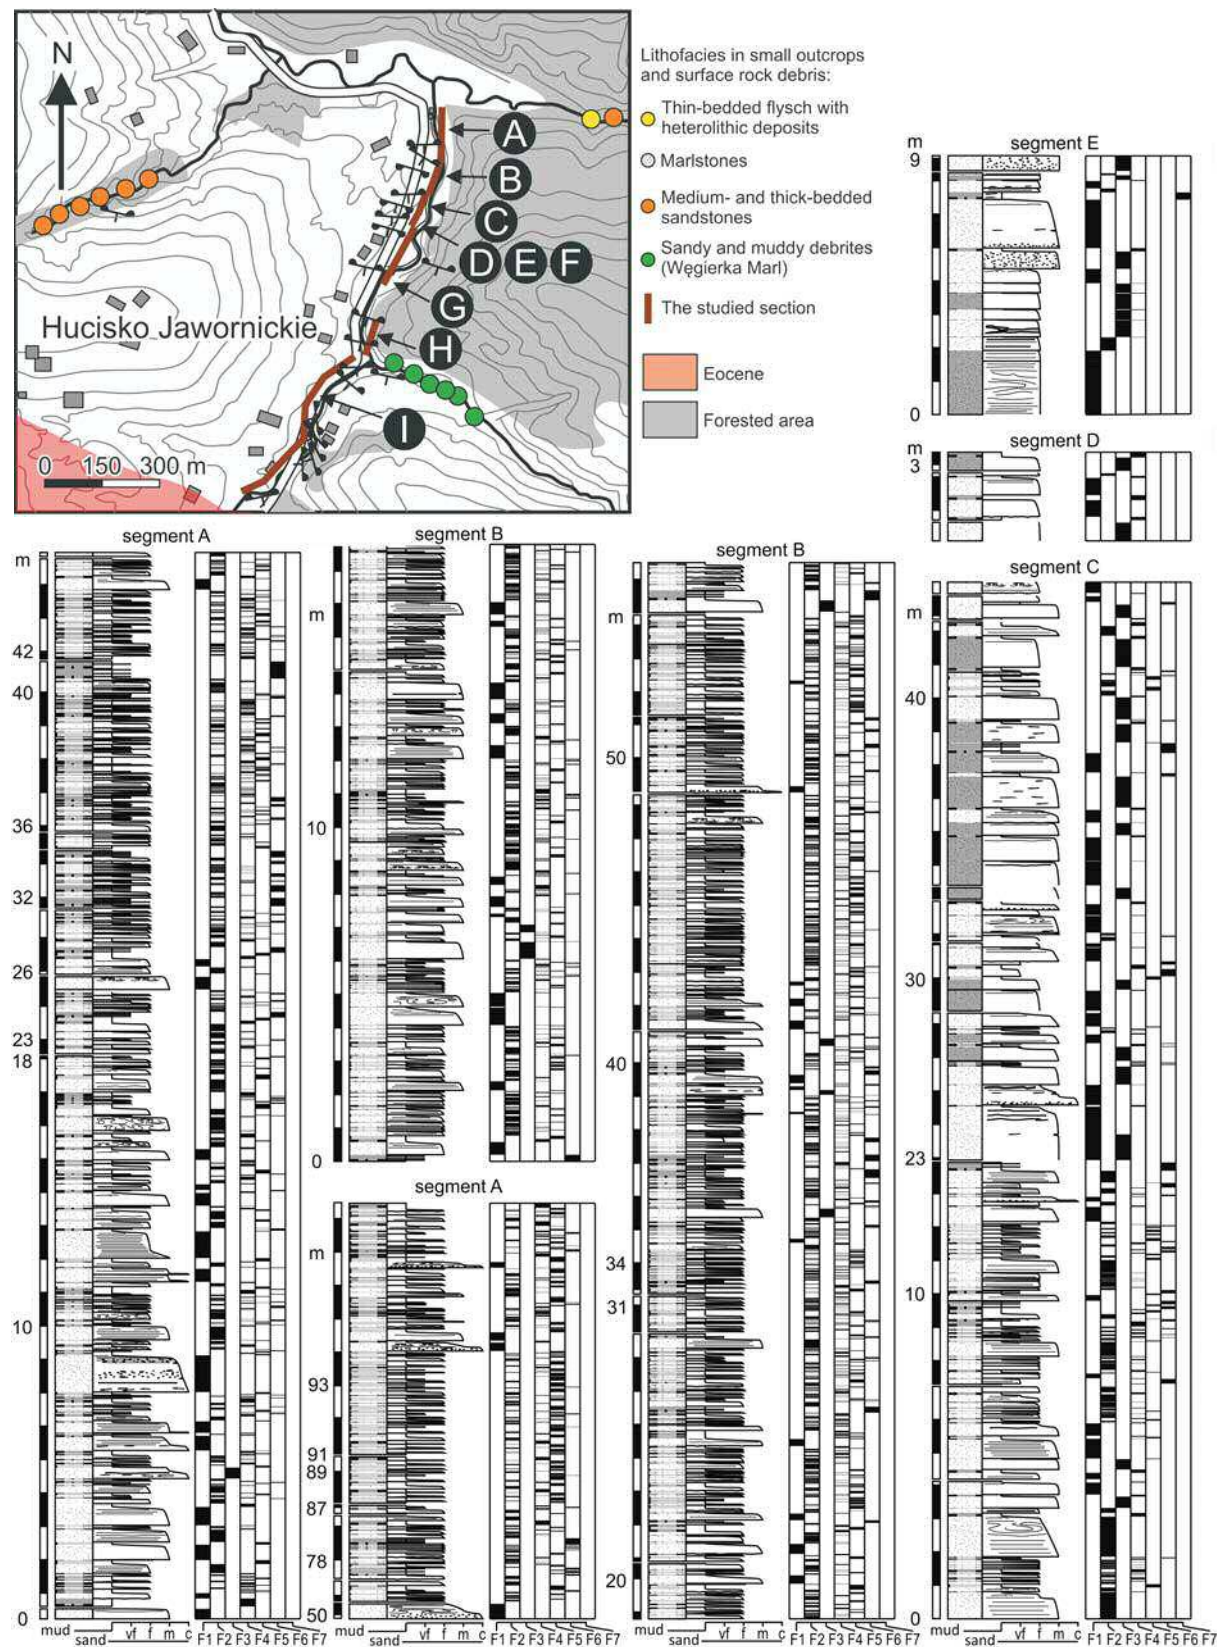 N
A
B
C
D E F
G
H
I
Hucisko Jawornickie
0 150 300 m
Lithofacies in small outcrops
and surface rock debris:
Thin-bedded flysch with
heterolithic deposits
Marlstones
Medium- and thick-bedded
sandstones
Sandy and muddy debrites
(Węgierka Marl)
The studied section
Eocene
Forested area
segment E
m
9
0
segment D
m
3
segment A
m
42
40
36
32
26
23
18
10
0
mud
sand
vf f m c
F1 F2 F3 F4 F5 F6 F7
segment B
m
10
0
segment A
m
93
91
89
87
78
50
mud
sand
vf f m c
F1 F2 F3 F4 F5 F6 F7
segment B
m
50
40
34
31
20
mud
sand
vf f m c
F1 F2 F3 F4 F5 F6 F7
segment C
m
40
30
23
10
0
mud
sand
vf f m c
F1 F2 F3 F4 F5 F6 F7